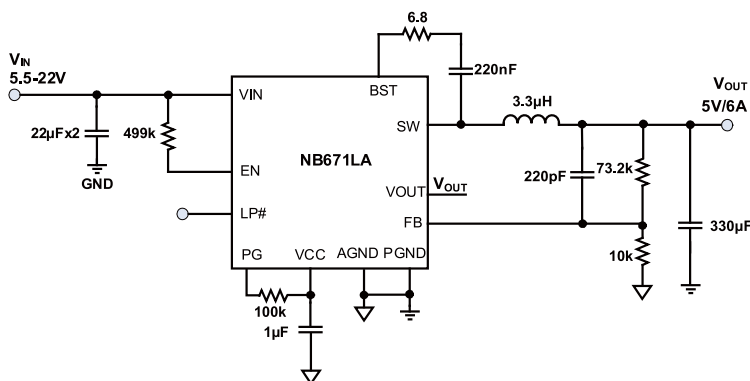 6.8
VIN
5.5-22V
220nF
VOUT
5V/6A
VIN
BST
3.3µH
22µFx2
499k
SW
NB671LA
GND
EN
VOUT
VOUT
220pF
73.2k
LP#
FB
330µF
PG
VCC
AGND
PGND
10k
100k
1µF